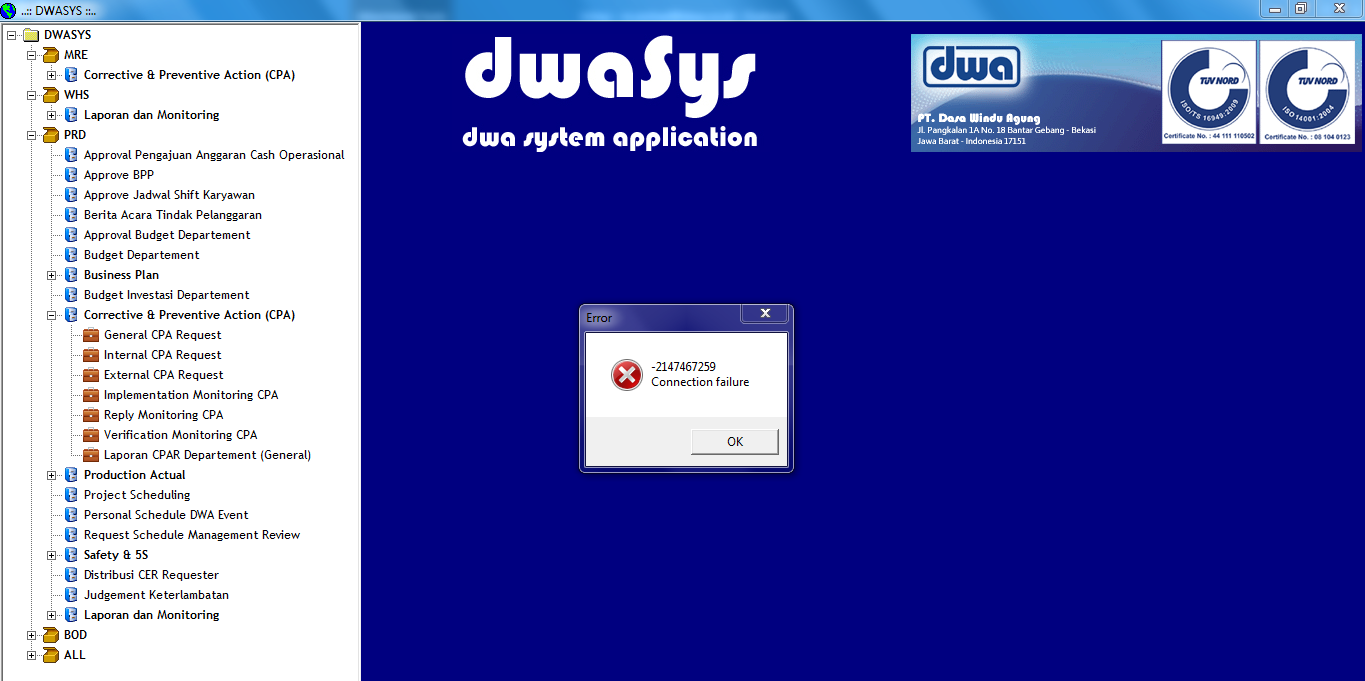 ..:: DWASYS ::..
DWASYS
MRE
Corrective & Preventive Action (CPA)
WHS
Laporan dan Monitoring
PRD
Approval Pengajuan Anggaran Cash Operasional
Approve BPP
Approve Jadwal Shift Karyawan
Berita Acara Tindak Pelanggaran
Approval Budget Departement
Budget Departement
Business Plan
Budget Investasi Departement
Corrective & Preventive Action (CPA)
General CPA Request
Internal CPA Request
External CPA Request
Implementation Monitoring CPA
Reply Monitoring CPA
Verification Monitoring CPA
Laporan CPAR Departement (General)
Production Actual
Project Scheduling
Personal Schedule DWA Event
Request Schedule Management Review
Safety & 5S
Distribusi CER Requester
Judgement Keterlambatan
Laporan dan Monitoring
BOD
ALL
dwaSys
dwa system application
dwa
PT. Dasa Windu Agung
Jl. Pangkalan 1A No. 18 Bantar Gebang - Bekasi
Jawa Barat - Indonesia 17151
TUV NORD
ISO/TS 16949:2009
Certificate No. : 44 111 110502
TUV NORD
ISO 14001:2004
Certificate No. : 08 104 0123
Error
-2147467259
Connection failure
OK